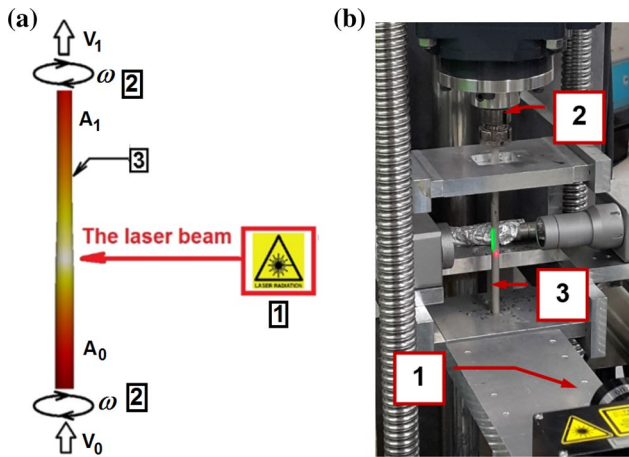 (a)
V1
ω 2
A1
3
The laser beam
LASER RADIATION
1
A0
ω 2
V0
(b)
2
3
1